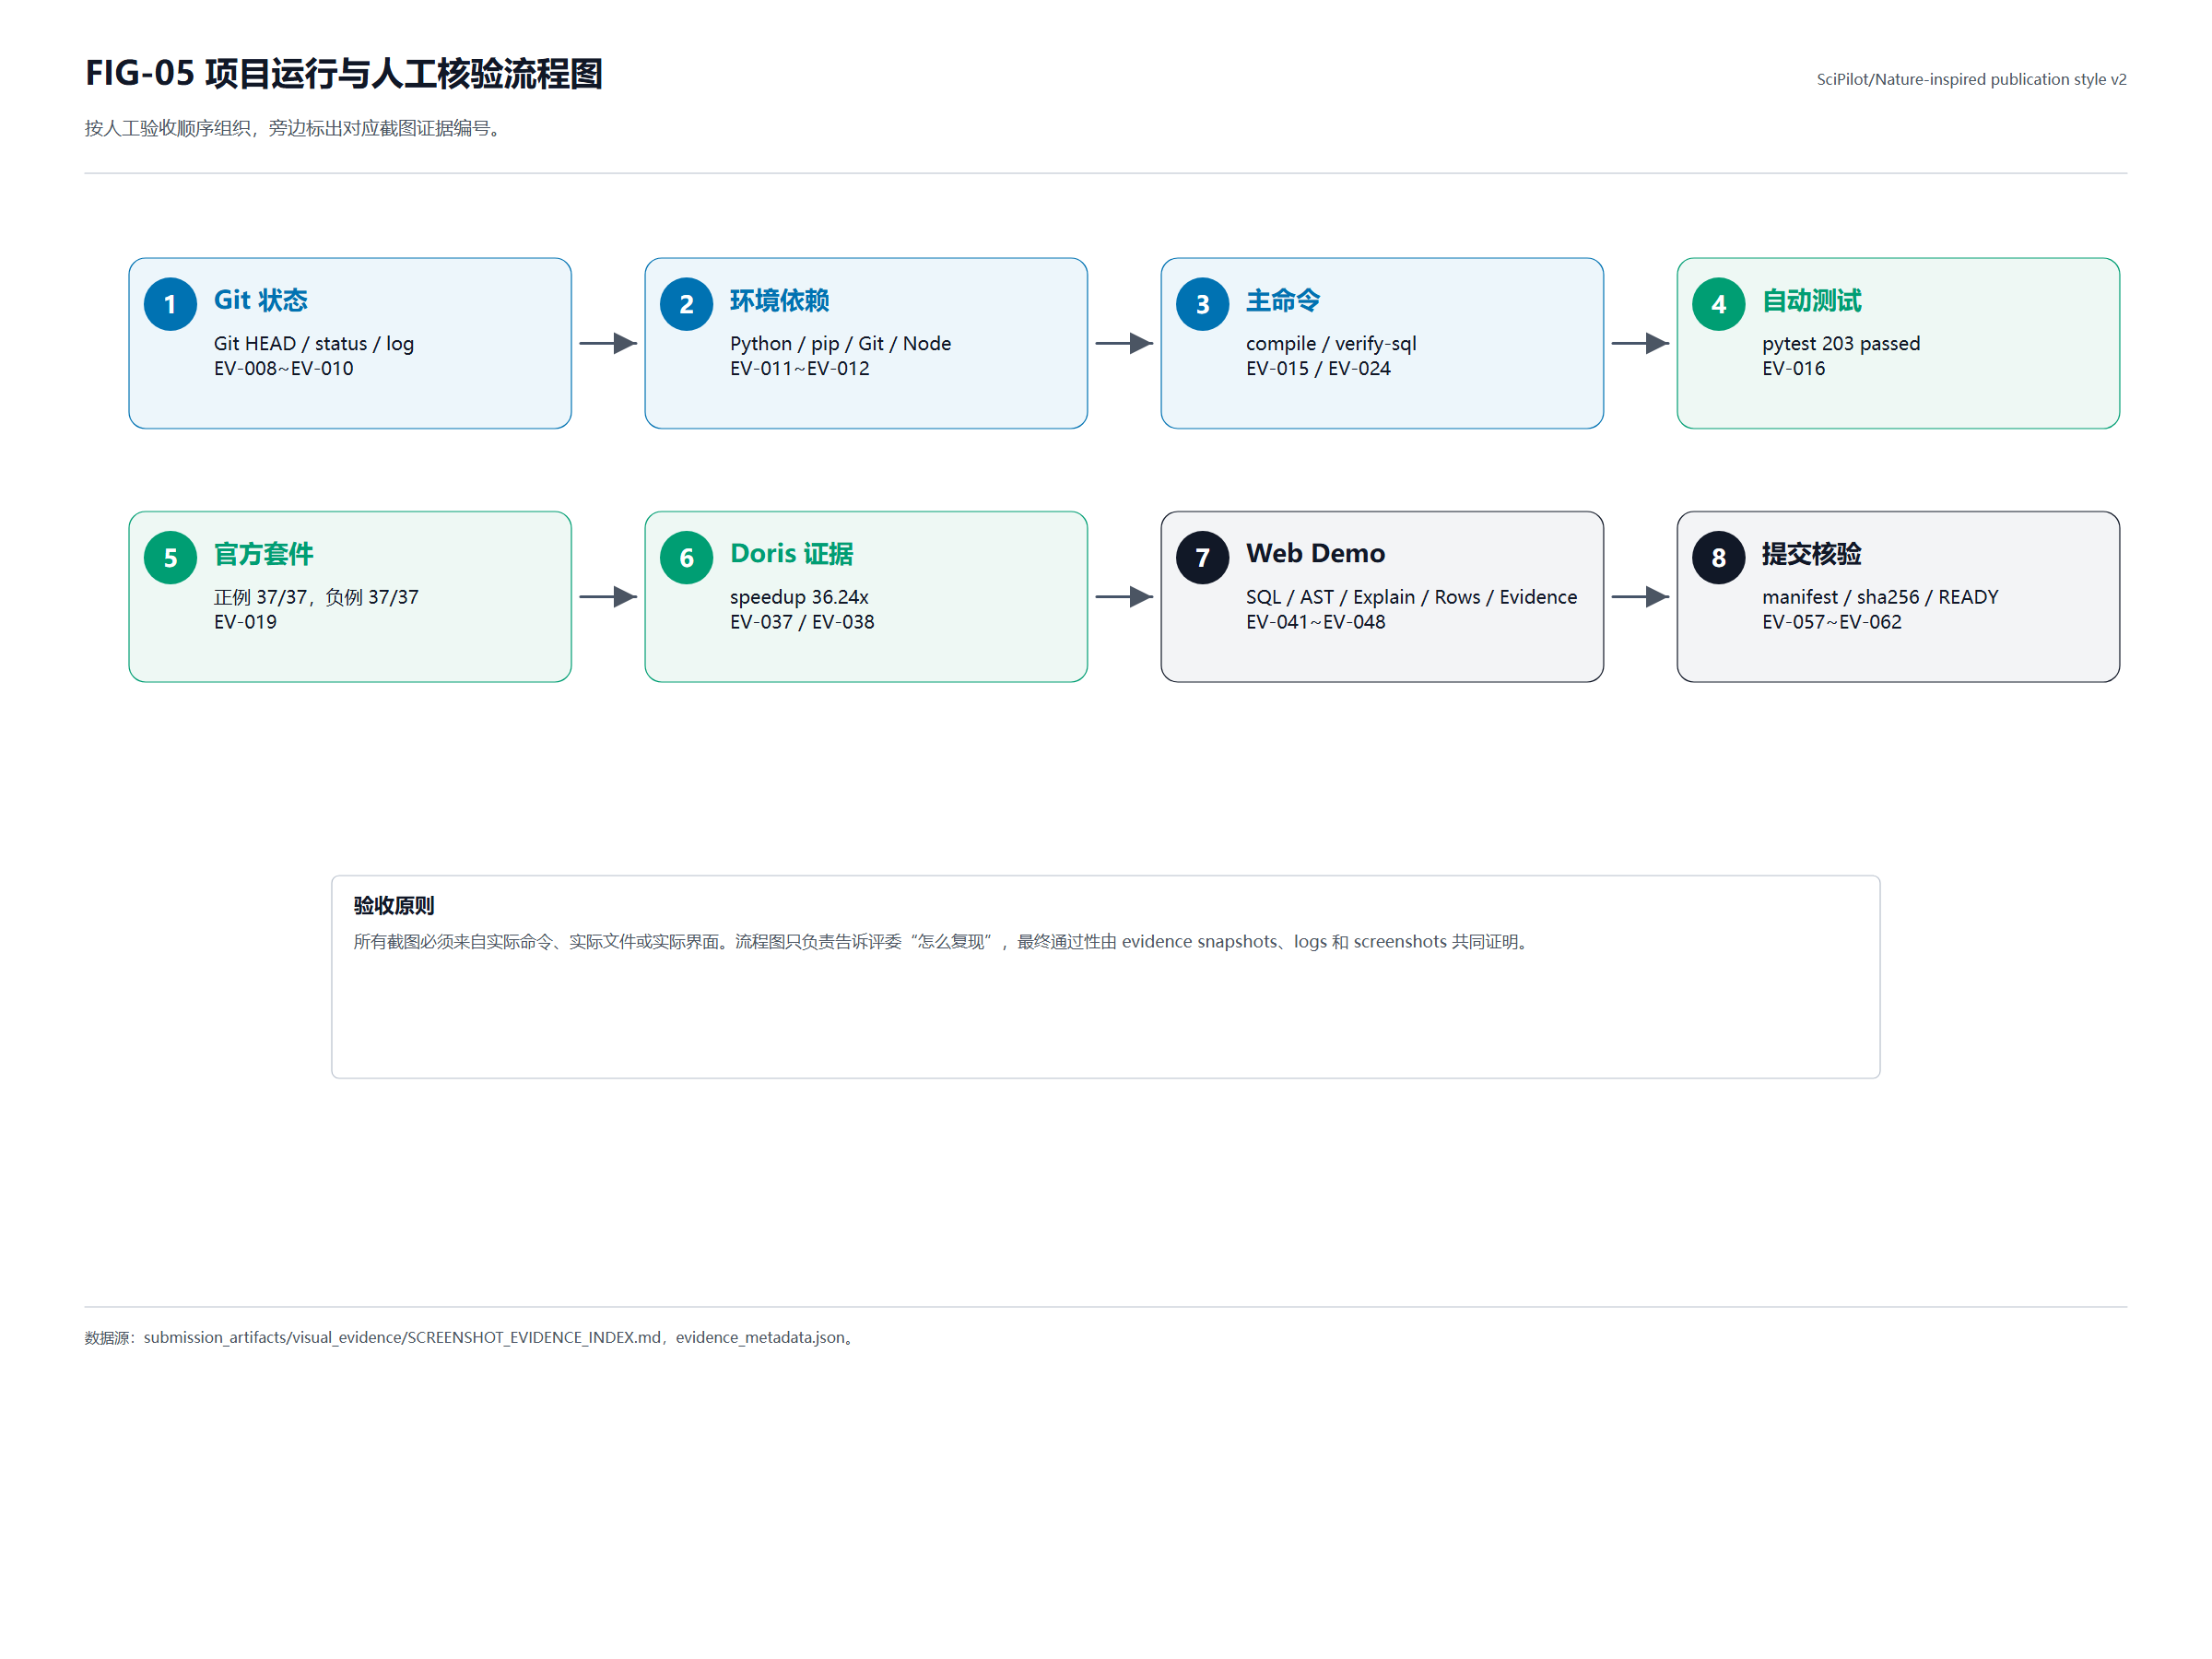 FIG-05 项目运行与人工核验流程图
SciPilot/Nature-inspired publication style v2
按人工验收顺序组织，旁边标出对应截图证据编号。
1
Git 状态
Git HEAD / status / log
EV-008~EV-010
2
环境依赖
Python / pip / Git / Node
EV-011~EV-012
3
主命令
compile / verify-sql
EV-015 / EV-024
4
自动测试
pytest 203 passed
EV-016
5
官方套件
正例 37/37，负例 37/37
EV-019
6
Doris 证据
speedup 36.24x
EV-037 / EV-038
7
Web Demo
SQL / AST / Explain / Rows / Evidence
EV-041~EV-048
8
提交核验
manifest / sha256 / READY
EV-057~EV-062
验收原则
所有截图必须来自实际命令、实际文件或实际界面。流程图只负责告诉评委“怎么复现”，最终通过性由 evidence snapshots、logs 和 screenshots 共同证明。
数据源：submission_artifacts/visual_evidence/SCREENSHOT_EVIDENCE_INDEX.md，evidence_metadata.json。